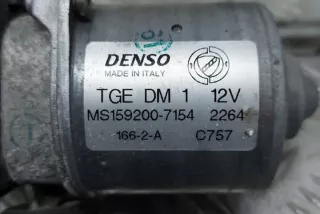 DENSO
MADE IN ITALY
TGE DM 1 12V
MS159200-7154 2264
166-2-A C757